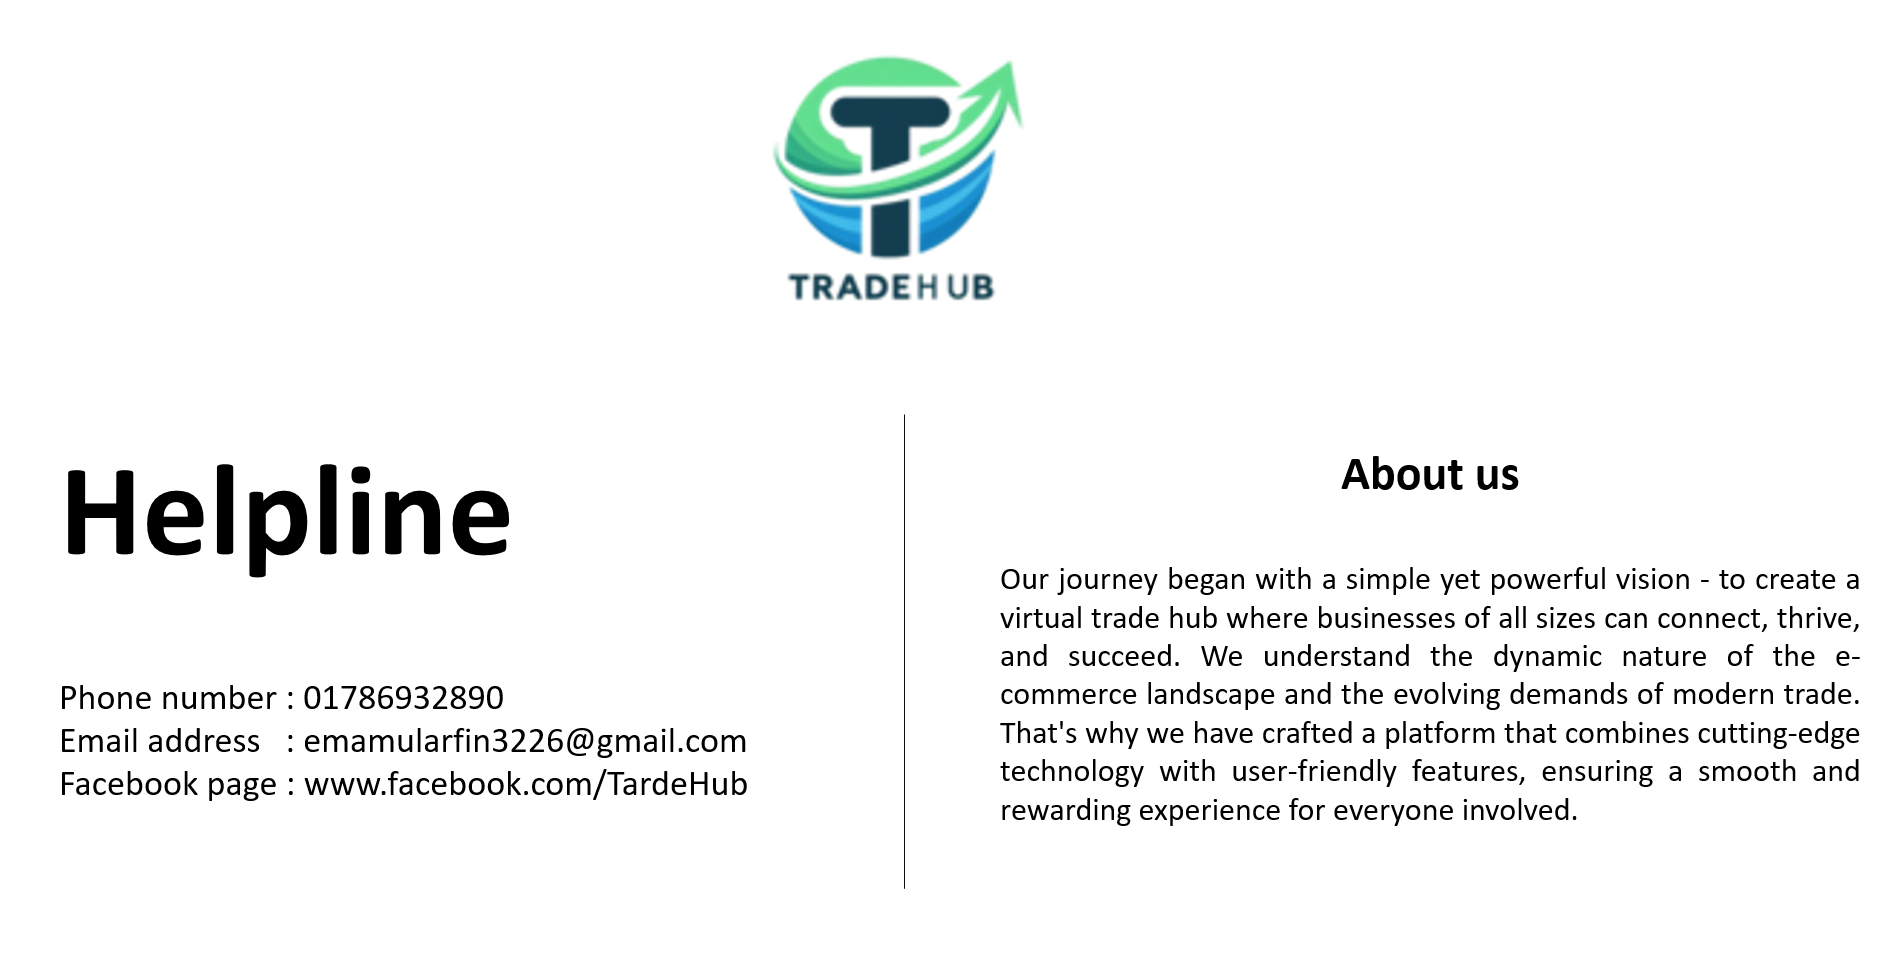 TRADEHUB
Helpline
Phone number : 01786932890
Email address : emamularfin3226@gmail.com
Facebook page : www.facebook.com/TardeHub
About us
Our journey began with a simple yet powerful vision - to create a
virtual trade hub where businesses of all sizes can connect, thrive,
and succeed. We understand the dynamic nature of the e-
commerce landscape and the evolving demands of modern trade.
That's why we have crafted a platform that combines cutting-edge
technology with user-friendly features, ensuring a smooth and
rewarding experience for everyone involved.